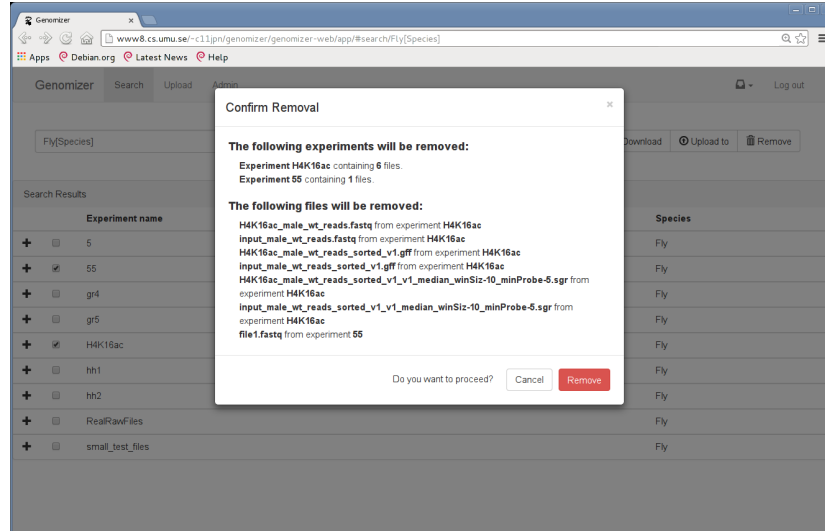 Genomizer
www8.cs.umu.se/~c11jpn/genomizer/genomizer-web/app/#search/Fly[Species]
Apps Debian.org Latest News Help
Genomizer Search Upload Admin Log out
Confirm Removal ×
Fly[Species] Download Upload to Remove
The following experiments will be removed:
Experiment H4K16ac containing 6 files.
Experiment 55 containing 1 files.
The following files will be removed:
H4K16ac_male_wt_reads.fastq from experiment H4K16ac
input_male_wt_reads.fastq from experiment H4K16ac
H4K16ac_male_wt_reads_sorted_v1.gff from experiment H4K16ac
input_male_wt_reads_sorted_v1.gff from experiment H4K16ac
H4K16ac_male_wt_reads_sorted_v1_v1_median_winSiz-10_minProbe-5.sgr from
experiment H4K16ac
input_male_wt_reads_sorted_v1_v1_median_winSiz-10_minProbe-5.sgr from
experiment H4K16ac
file1.fastq from experiment 55
Do you want to proceed? Cancel Remove
Search Results
Experiment name Species
5 Fly
55 Fly
gr4 Fly
gr5 Fly
H4K16ac Fly
hh1 Fly
hh2 Fly
RealRawFiles Fly
small_test_files Fly